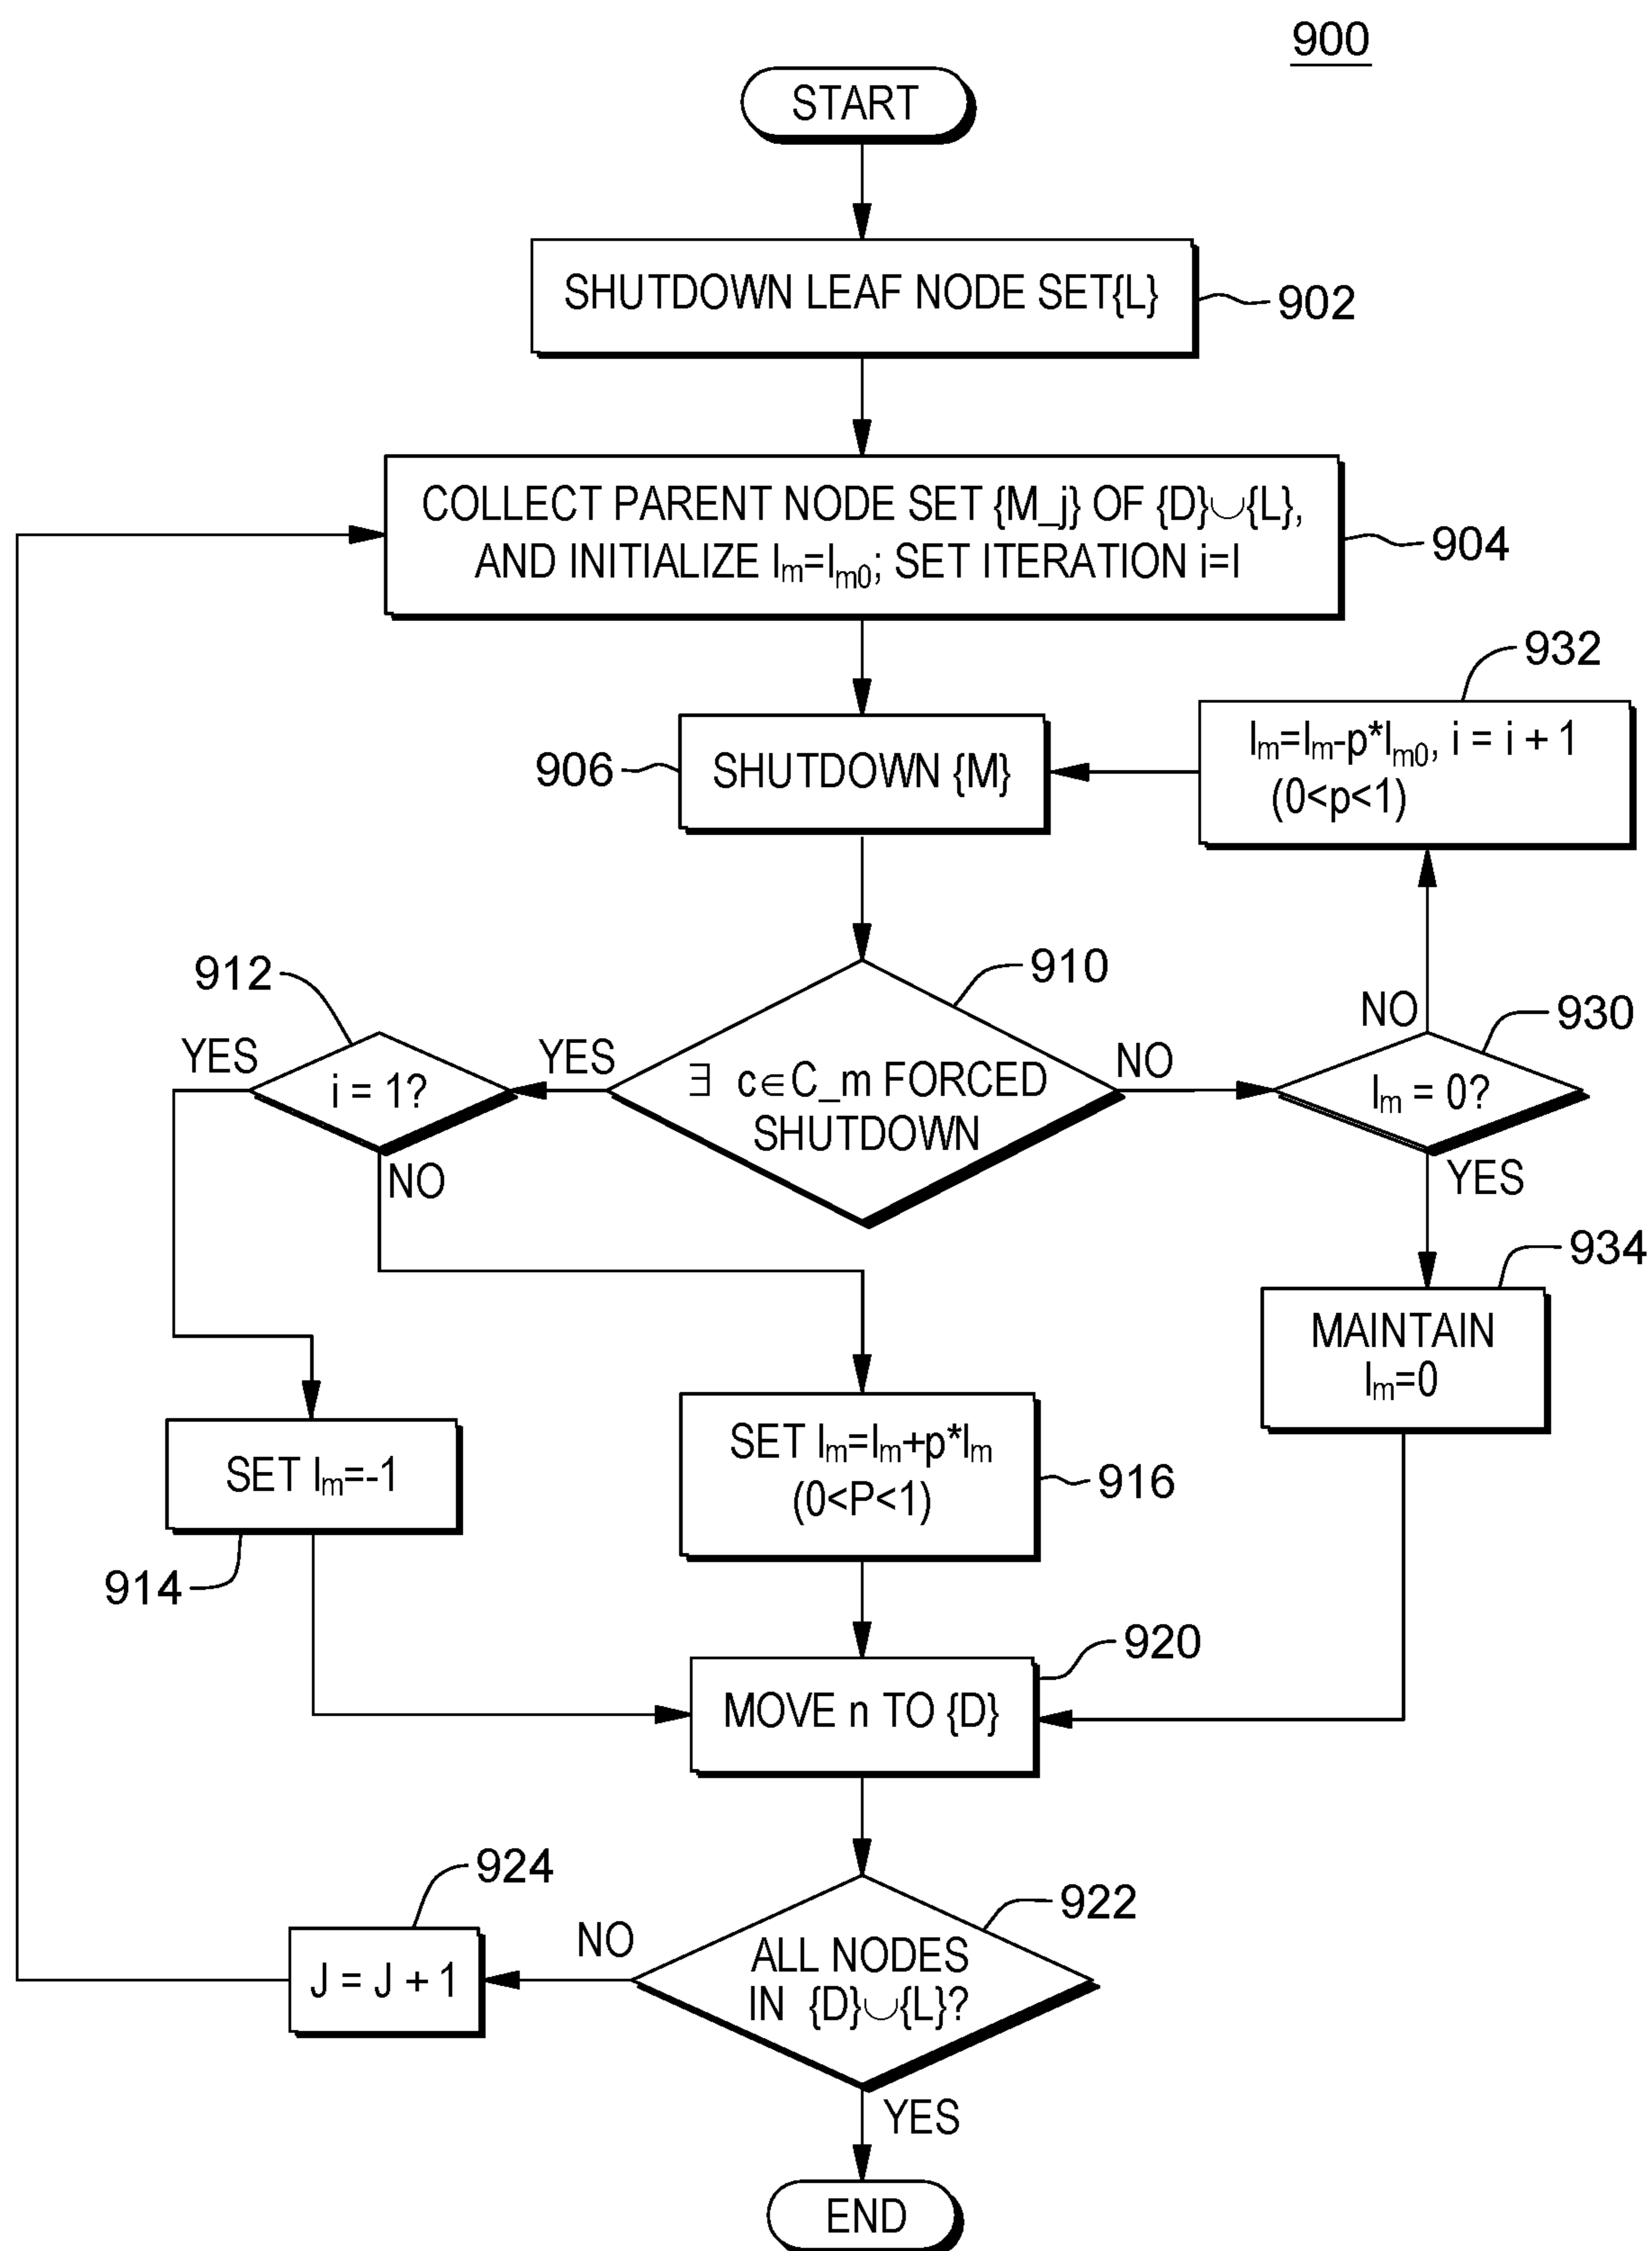 900
START
SHUTDOWN LEAF NODE SET{L}
902
COLLECT PARENT NODE SET {M_j} OF {D}∪{L},
AND INITIALIZE Im=Im0; SET ITERATION i=I
904
932
Im=Im-p*Im0, i = i + 1
(0<p<1)
906
SHUTDOWN {M}
912
910
930
YES
i = 1?
YES
∃ c∈C_m FORCED
SHUTDOWN
NO
NO
Im = 0?
NO
YES
934
MAINTAIN
Im=0
SET Im=-1
914
SET Im=Im+p*Im
(0<P<1)
916
920
MOVE n TO {D}
924
922
J = J + 1
NO
ALL NODES
IN {D}∪{L}?
YES
END